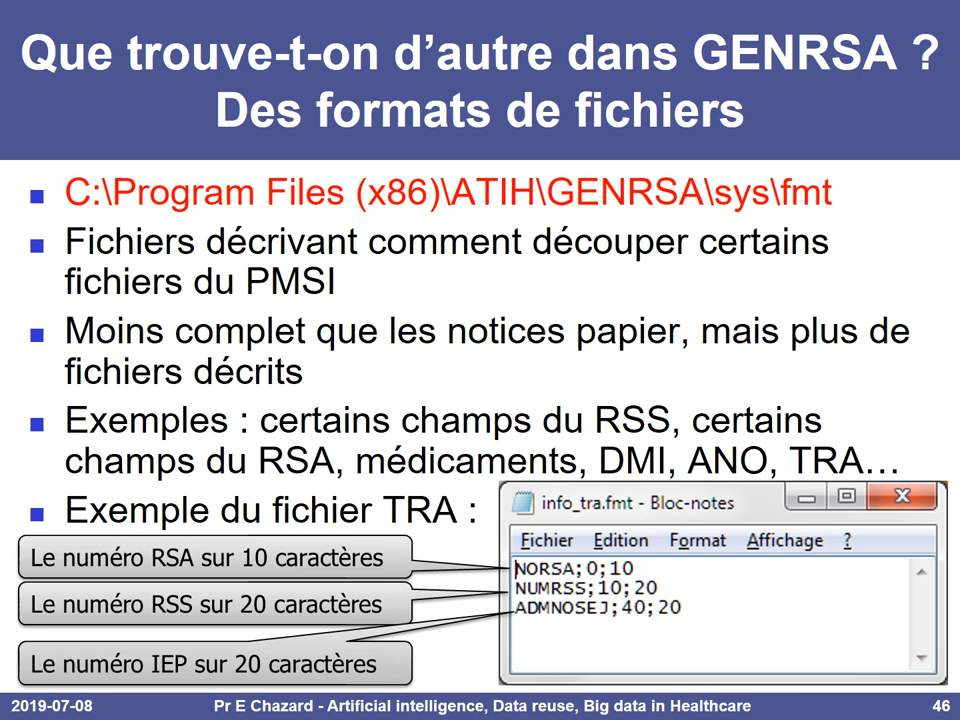 Que trouve-t-on d’autre dans GENRSA ?
Des formats de fichiers
C:\Program Files (x86)\ATIH\GENRSA\sys\fmt
Fichiers décrivant comment découper certains
fichiers du PMSI
Moins complet que les notices papier, mais plus de
fichiers décrits
Exemples : certains champs du RSS, certains
champs du RSA, médicaments, DMI, ANO, TRA…
Exemple du fichier TRA :
info_tra.fmt - Bloc-notes
Fichier Edition Format Affichage ?
NORSA;0;10
NUMRSS;10;20
ADMNOSEJ;40;20
Le numéro RSA sur 10 caractères
Le numéro RSS sur 20 caractères
Le numéro IEP sur 20 caractères
2019-07-08 Pr E Chazard - Artificial intelligence, Data reuse, Big data in Healthcare 46